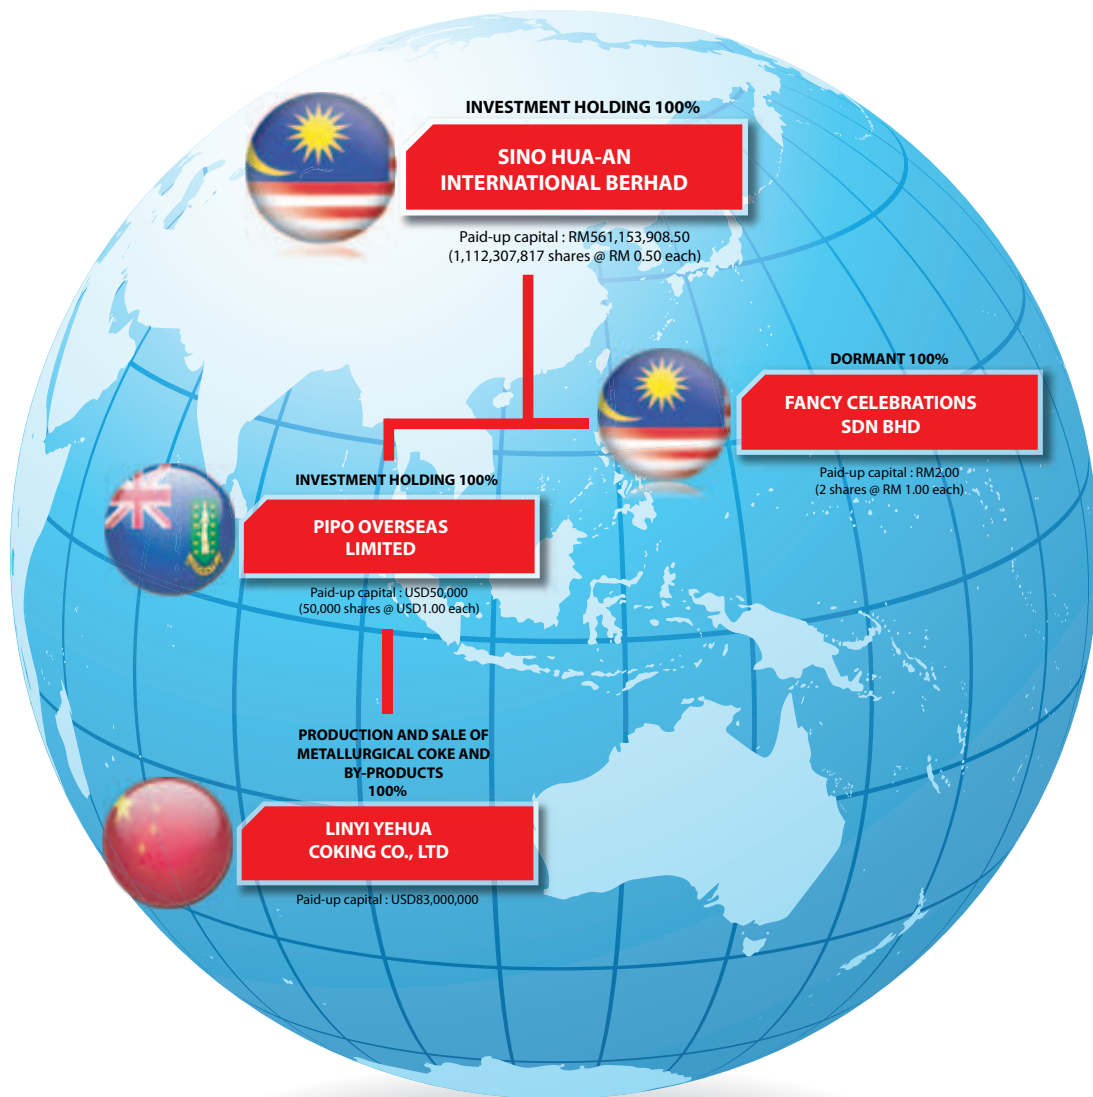 INVESTMENT HOLDING 100%
SINO HUA-AN
INTERNATIONAL BERHAD
Paid-up capital : RM561,153,908.50
(1,112,307,817 shares @ RM 0.50 each)
DORMANT 100%
FANCY CELEBRATIONS
SDN BHD
Paid-up capital : RM2.00
(2 shares @ RM 1.00 each)
INVESTMENT HOLDING 100%
PIPO OVERSEAS
LIMITED
Paid-up capital : USD50,000
(50,000 shares @ USD1.00 each)
PRODUCTION AND SALE OF
METALLURGICAL COKE AND
BY-PRODUCTS
100%
LINYI YEHUA
COKING CO., LTD
Paid-up capital : USD83,000,000